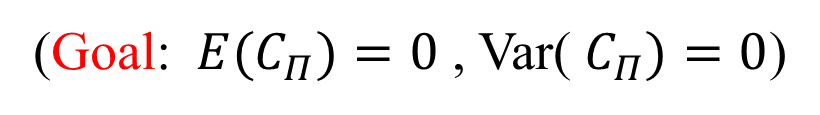 (Goal: 𝐸(𝐶_𝛱) = 0 , Var( 𝐶_𝛱) = 0)